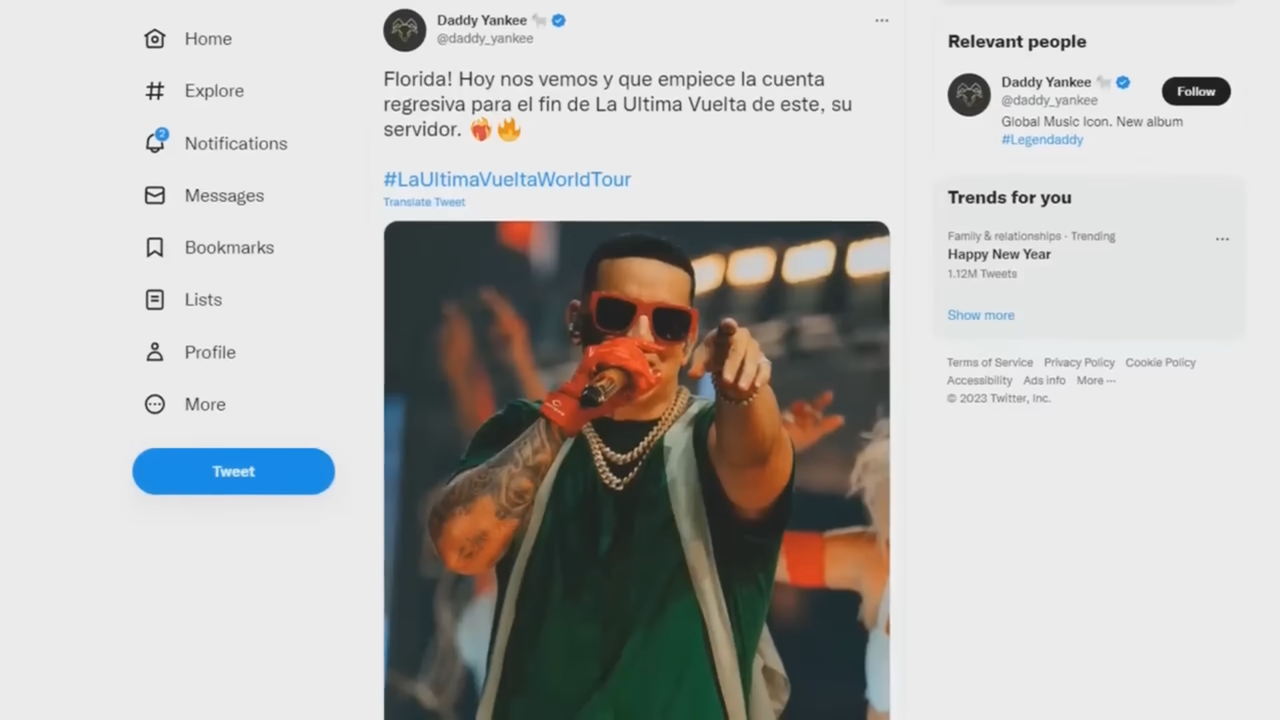 Home
Explore
2
Notifications
Messages
Bookmarks
Lists
Profile
More
Tweet
Daddy Yankee
@daddy_yankee
Florida! Hoy nos vemos y que empiece la cuenta
regresiva para el fin de La Ultima Vuelta de este, su
servidor. ❤️‍🔥🔥
#LaUltimaVueltaWorldTour
Translate Tweet
Relevant people
Daddy Yankee
@daddy_yankee
Follow
Global Music Icon. New album
#Legendaddy
Trends for you
Family & relationships · Trending
Happy New Year
1.12M Tweets
Show more
Terms of Service Privacy Policy Cookie Policy
Accessibility Ads info More ···
© 2023 Twitter, Inc.